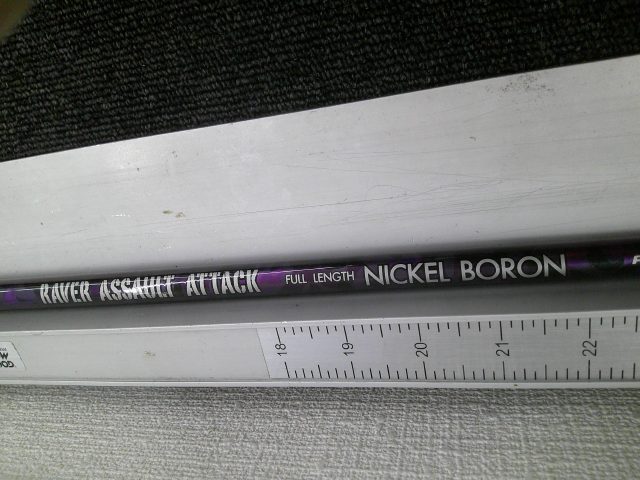 RAVER ASSAULT ATTACK FULL LENGTH NICKEL BORON
18 19 20 21 22